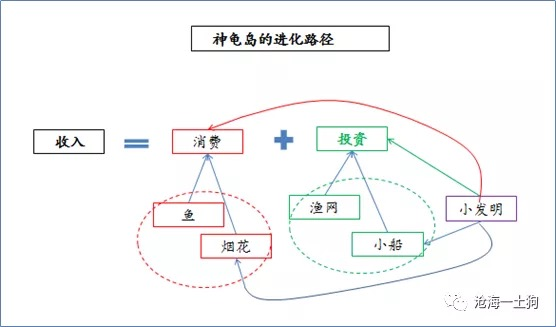 神龟岛的进化路径
收入 = 消费 + 投资
鱼
渔网
小发明
烟花
小船
沧海一土狗